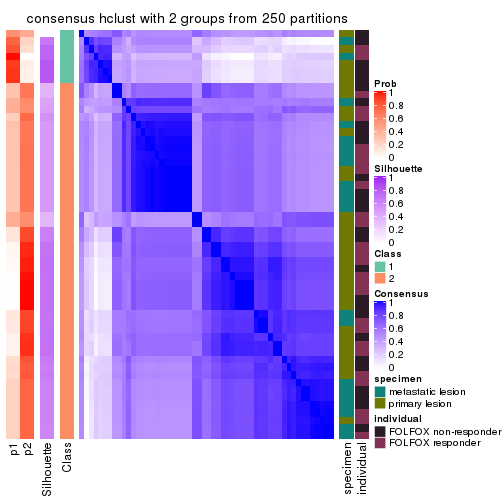 consensus hclust with 2 groups from 250 partitions
Prob
1
0.8
0.6
0.4
0.2
0
Silhouette
1
0.8
0.6
0.4
0.2
0
Class
1
2
Consensus
1
0.8
0.6
0.4
0.2
0
specimen
metastatic lesion
primary lesion
individual
FOLFOX non-responder
FOLFOX responder
p1
p2
Silhouette
Class
specimen
individual